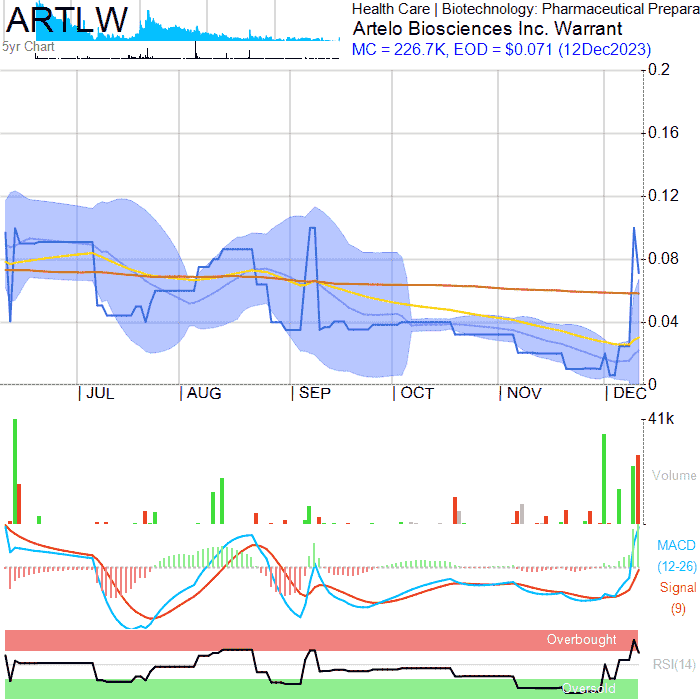 ARTLW
5yr Chart
Health Care | Biotechnology: Pharmaceutical Prepara
Artelo Biosciences Inc. Warrant
MC = 226.7K, EOD = $0.071 (12Dec2023)
0.2
0.16
0.12
0.08
0.04
0
JUL AUG SEP OCT NOV DEC
41k
Volume
MACD
(12-26)
Signal
(9)
Overbought
RSI(14)
Oversold